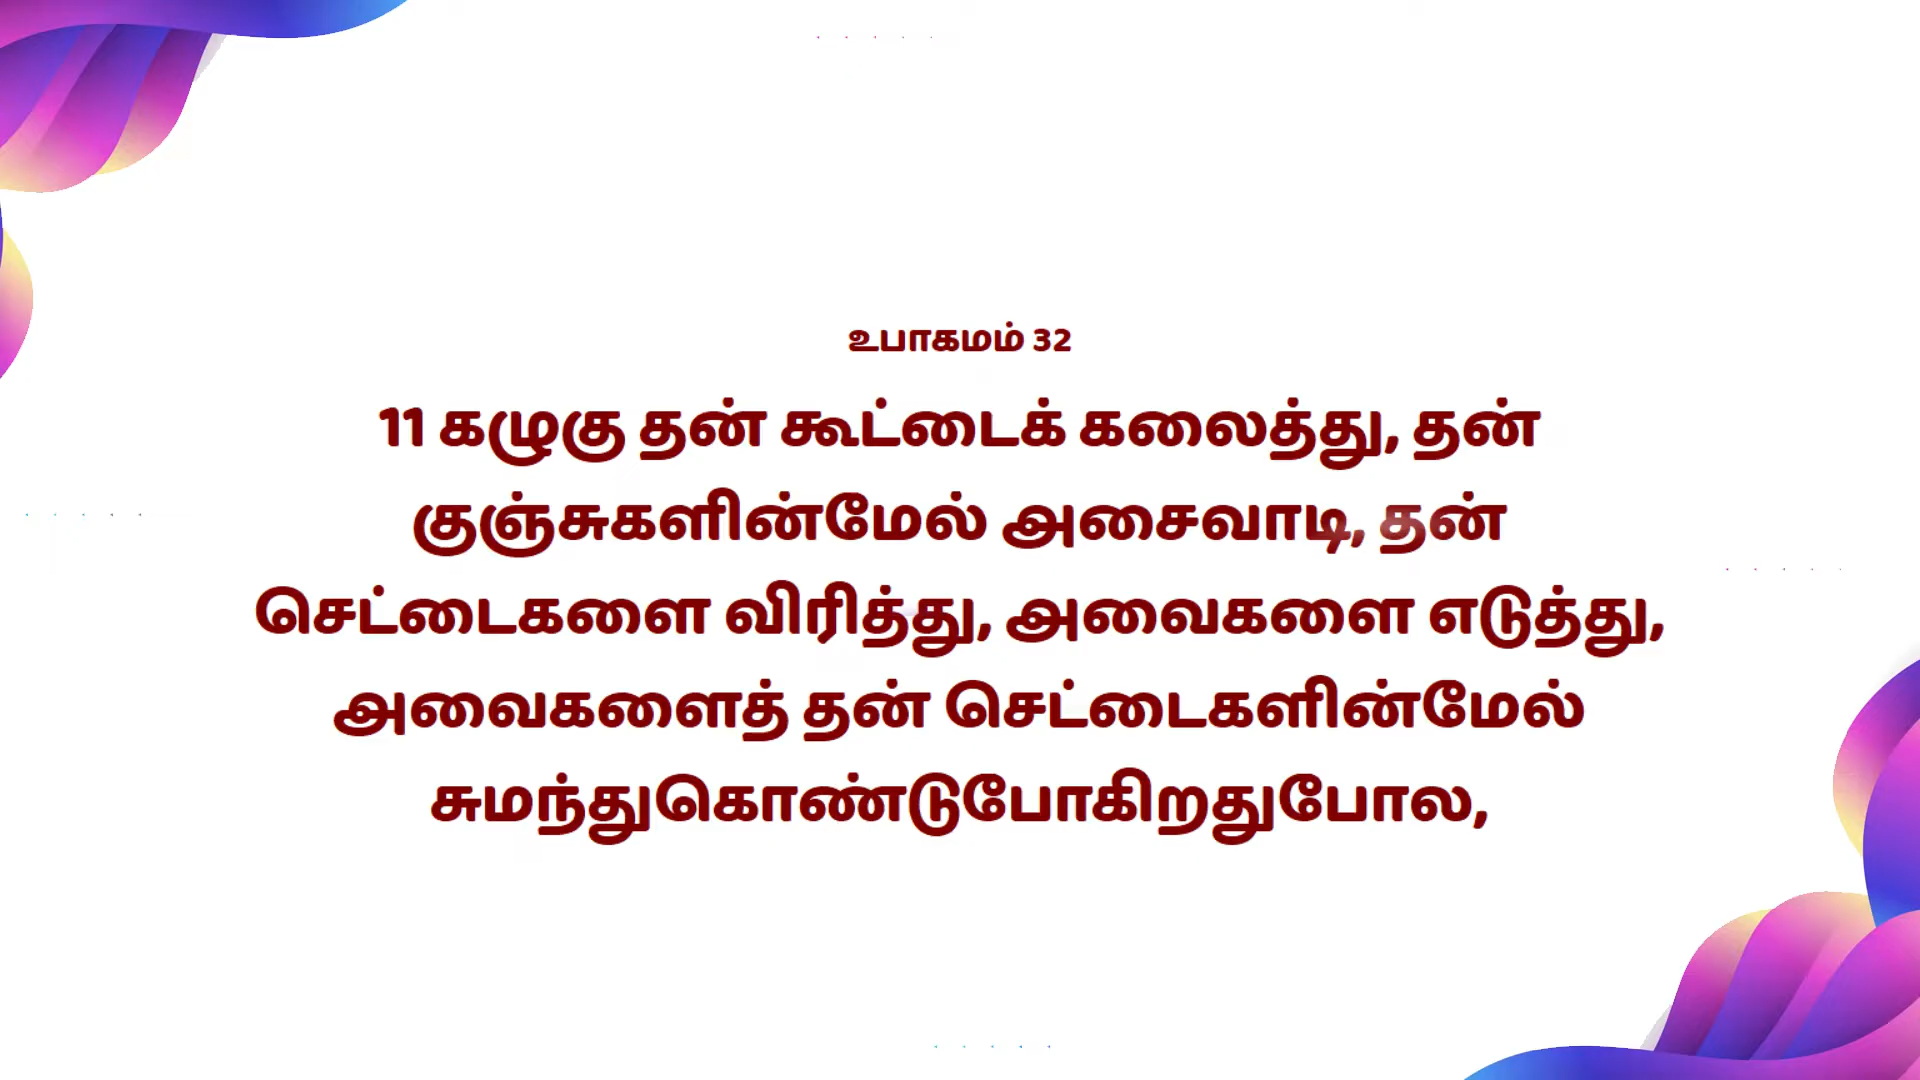 உபாகமம் 32
11 கழுகு தன் கூட்டைக் கலைத்து, தன்
குஞ்சுகளின்மேல் அசைவாடி, தன்
செட்டைகளை விரித்து, அவைகளை எடுத்து,
அவைகளைத் தன் செட்டைகளின்மேல்
சுமந்துகொண்டுபோகிறதுபோல,